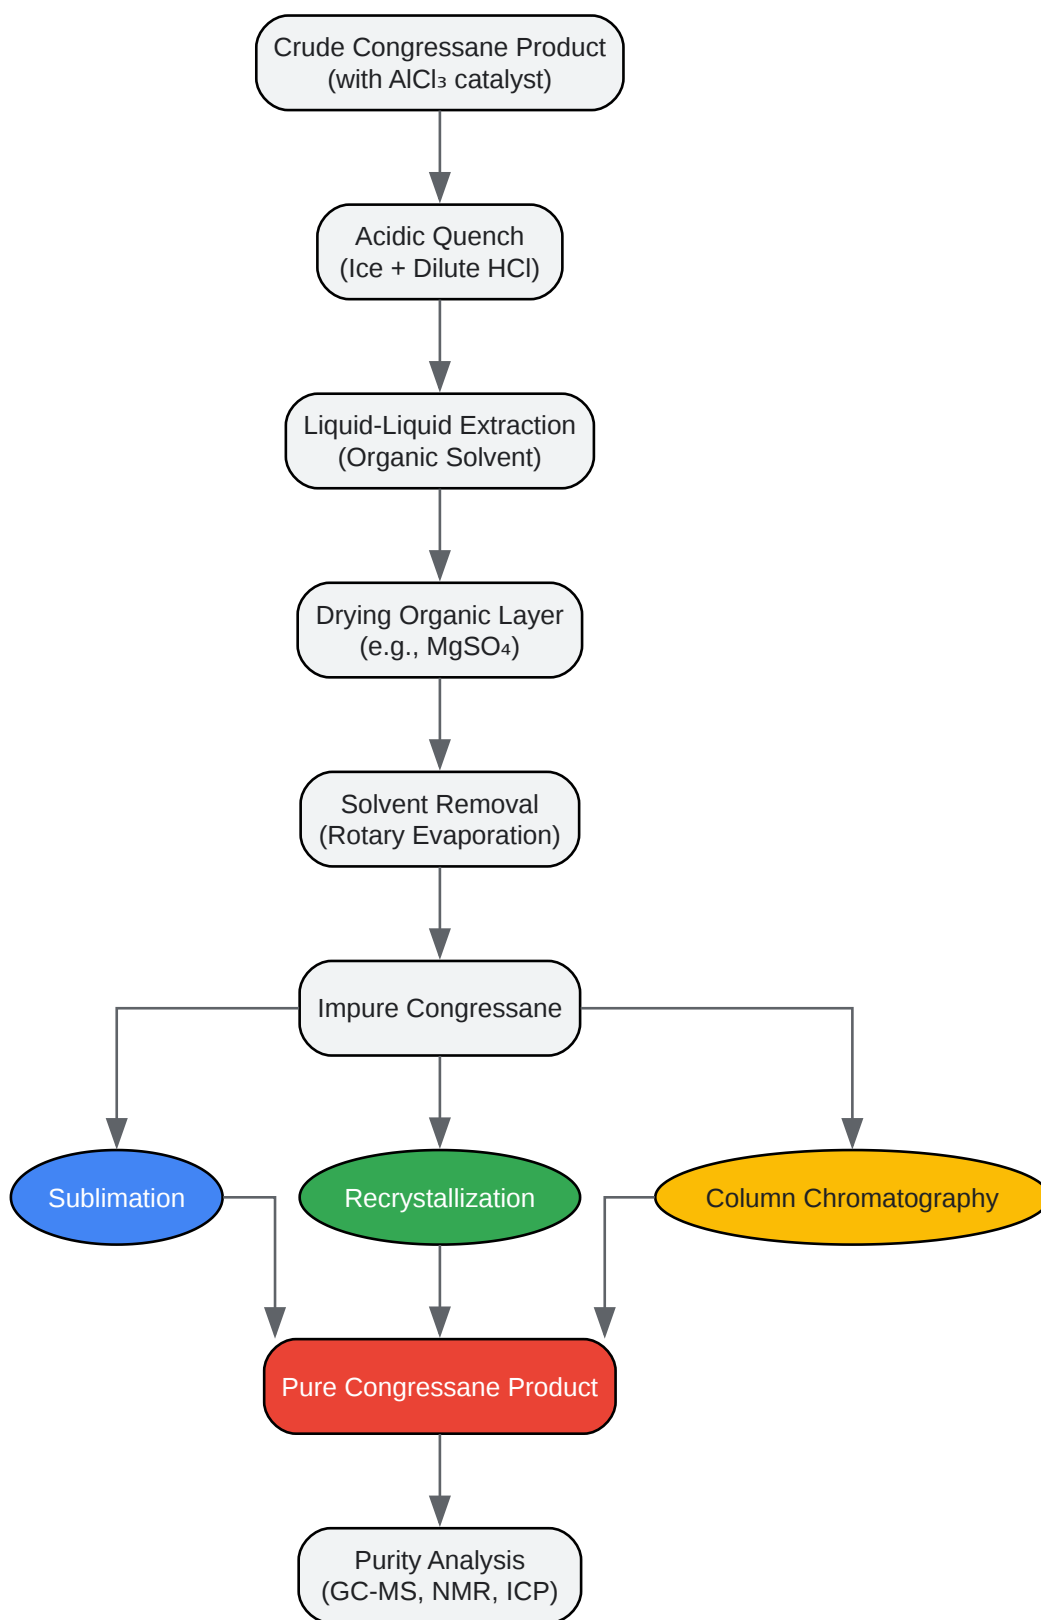 Crude Congressane Product
(with AlCl₃ catalyst)
Acidic Quench
(Ice + Dilute HCl)
Liquid-Liquid Extraction
(Organic Solvent)
Drying Organic Layer
(e.g., MgSO₄)
Solvent Removal
(Rotary Evaporation)
Impure Congressane
Sublimation
Recrystallization
Column Chromatography
Pure Congressane Product
Purity Analysis
(GC-MS, NMR, ICP)